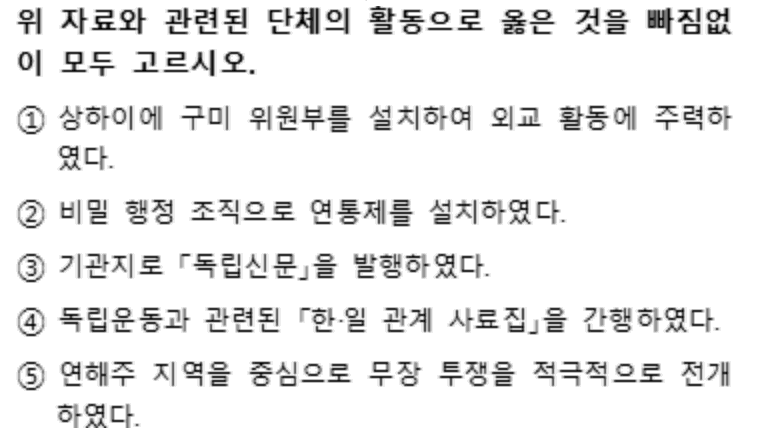 위 자료와 관련된 단체의 활동으로 옳은 것을 빠짐없
이 모두 고르시오.
① 상하이에 구미 위원부를 설치하여 외교 활동에 주력하
였다.
② 비밀 행정 조직으로 연통제를 설치하였다.
③ 기관지로 「독립신문」을 발행하였다.
④ 독립운동과 관련된 「한·일 관계 사료집」을 간행하였다.
⑤ 연해주 지역을 중심으로 무장 투쟁을 적극적으로 전개
하였다.